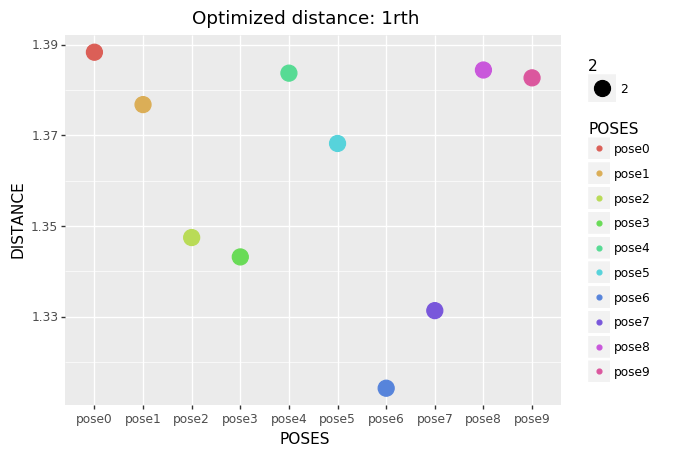 Optimized distance: 1rth
1.39
1.37
1.35
1.33
DISTANCE
pose0 pose1 pose2 pose3 pose4 pose5 pose6 pose7 pose8 pose9
POSES
2
2
POSES
pose0
pose1
pose2
pose3
pose4
pose5
pose6
pose7
pose8
pose9